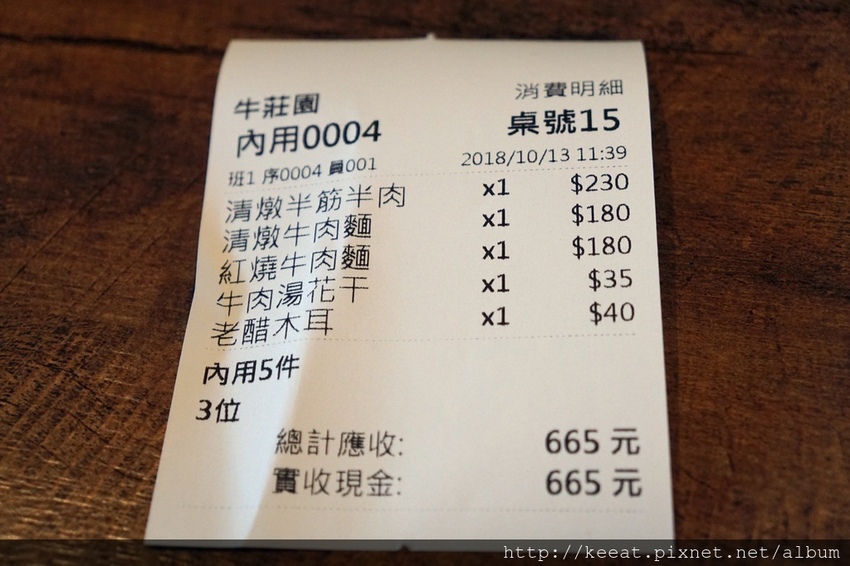 牛莊園
消費明細
內用0004
桌號15
班1 序0004 員001
2018/10/13 11:39
清燉半筋半肉 x1 $230
清燉牛肉麵 x1 $180
紅燒牛肉麵 x1 $180
牛肉湯花干 x1 $35
老醋木耳 x1 $40
內用5件
3位
總計應收: 665 元
實收現金: 665 元
http://keeat.pixnet.net/album